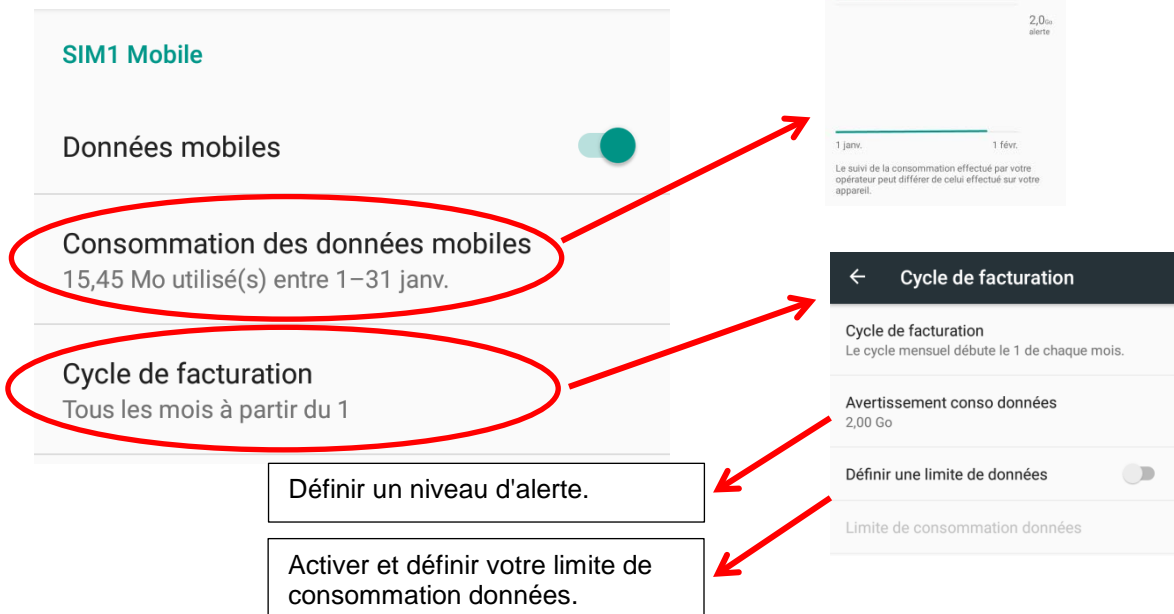 SIM1 Mobile
Données mobiles
Consommation des données mobiles
15,45 Mo utilisé(s) entre 1–31 janv.
Cycle de facturation
Tous les mois à partir du 1
2,0Go
alerte
1 janv.
1 févr.
Le suivi de la consommation effectué par votre
opérateur peut différer de celui effectué sur votre
appareil.
Cycle de facturation
Cycle de facturation
Le cycle mensuel débute le 1 de chaque mois.
Avertissement conso données
2,00 Go
Définir une limite de données
Limite de consommation données
Définir un niveau d'alerte.
Activer et définir votre limite de
consommation données.